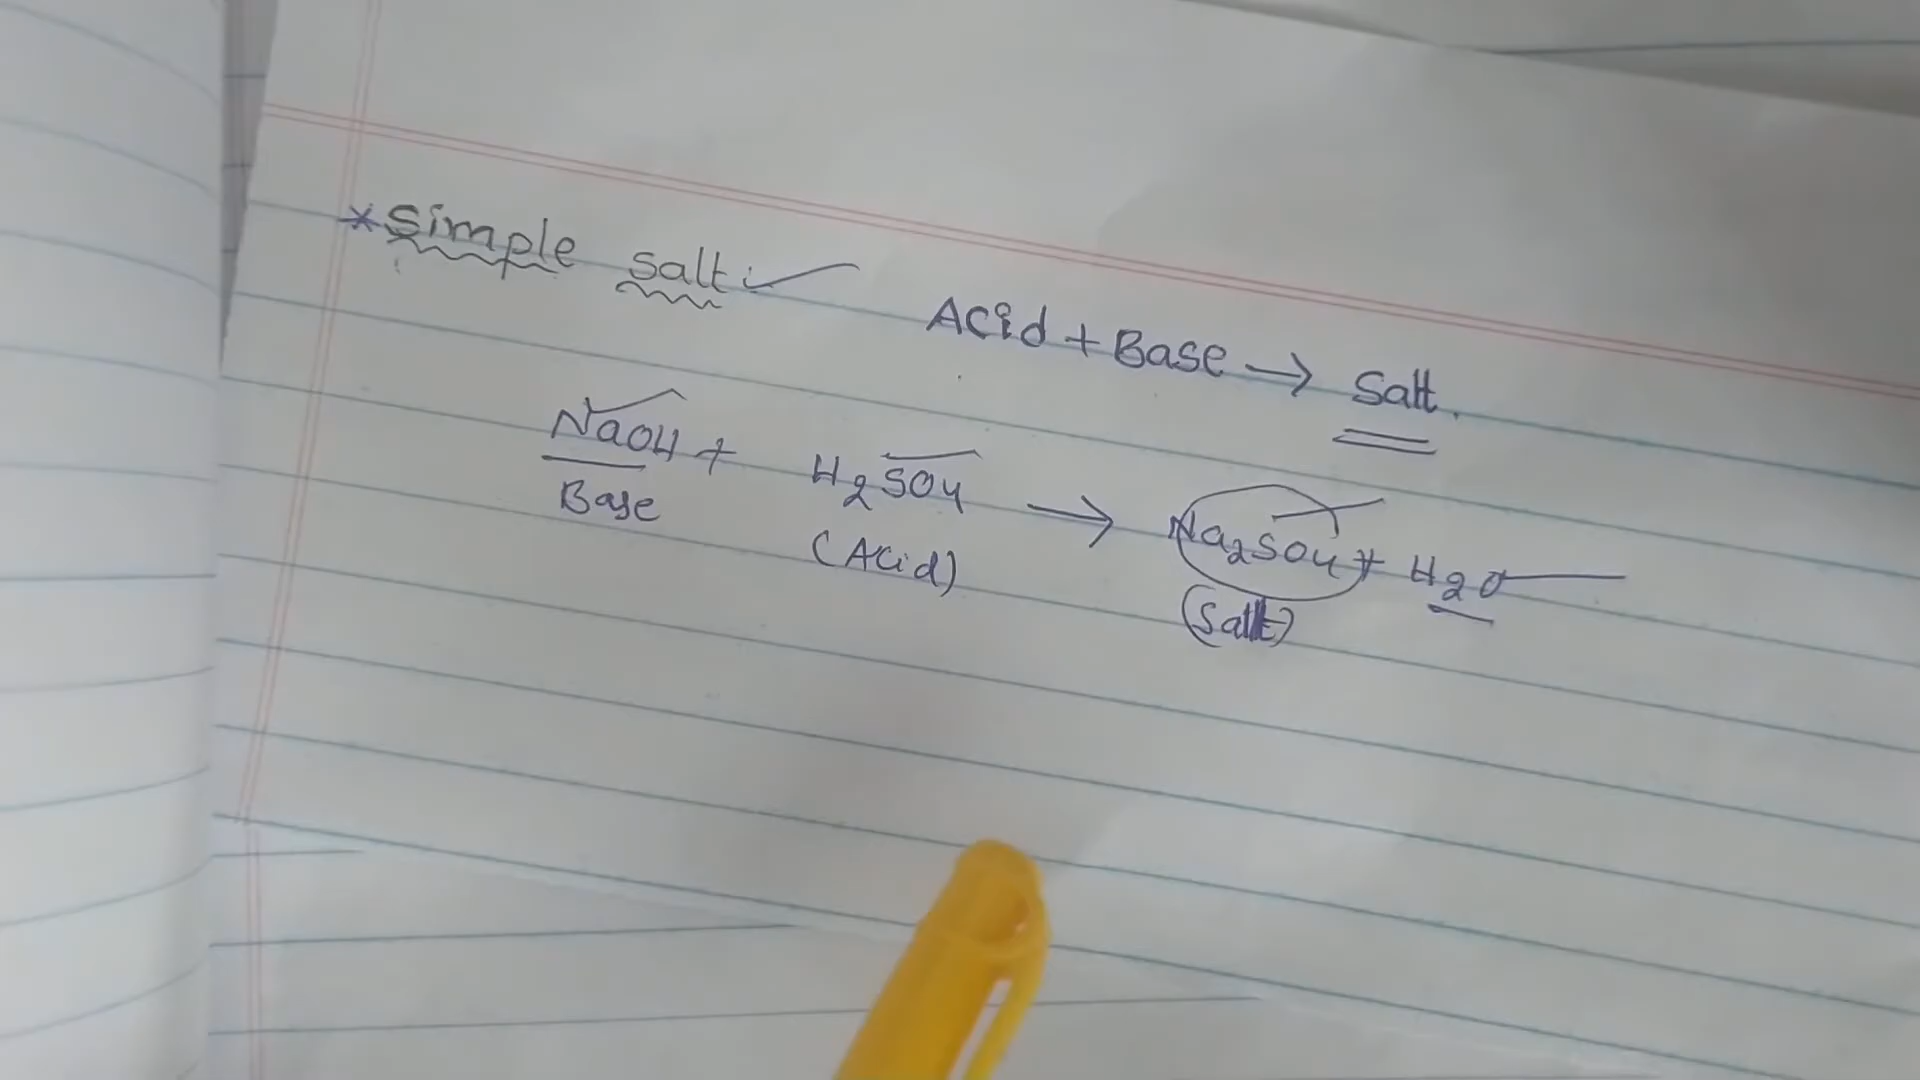 *Simple salt:
Acid + Base → Salt.
NaOH + H2SO4 → Na2SO4 + H2O
Base (Acid) (Salt)